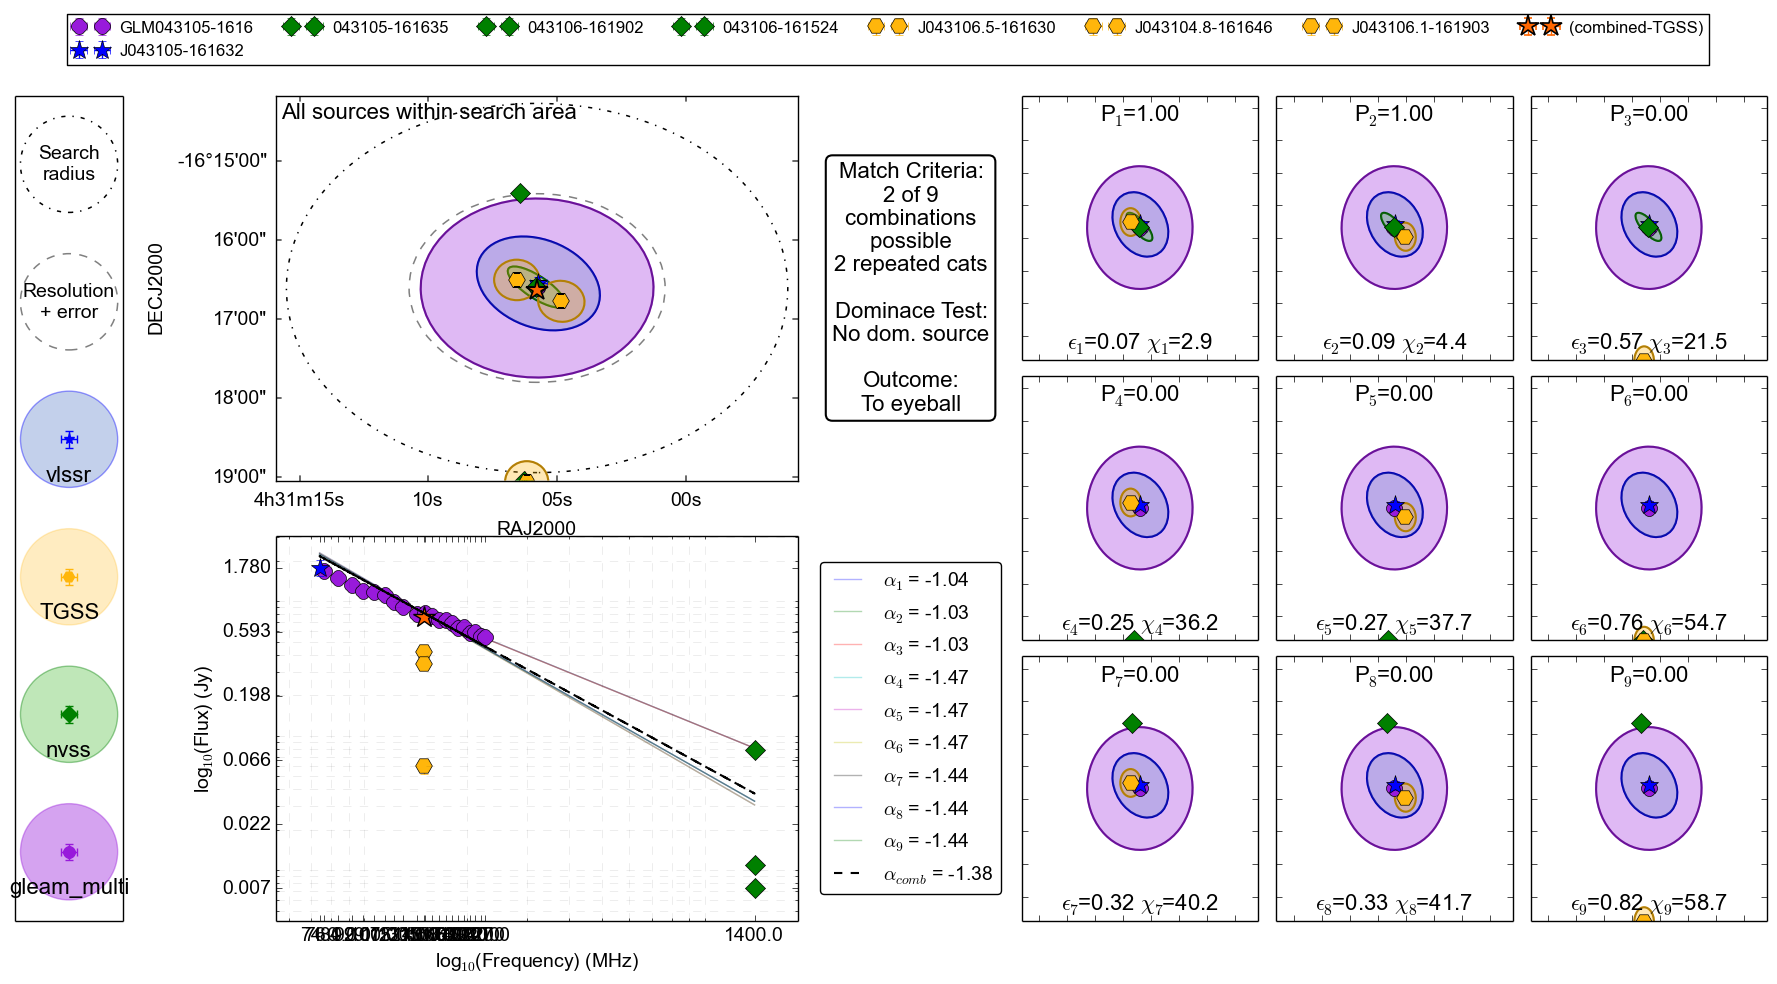 GLM043105-1616
043105-161635
043106-161902
043106-161524
J043106.5-161630
J043104.8-161646
J043106.1-161903
(combined-TGSS)
J043105-161632
Search
radius
Resolution
+ error
vlssr
TGSS
nvss
gleam_multi
All sources within search area
DECJ2000
-16°15'00"
16'00"
17'00"
18'00"
19'00"
4h31m15s
10s
05s
00s
RAJ2000
Match Criteria:
2 of 9
combinations
possible
2 repeated cats
Dominace Test:
No dom. source
Outcome:
To eyeball
log10(Flux) (Jy)
1.780
0.593
0.198
0.066
0.022
0.007
1400.0
log10(Frequency) (MHz)
α1 = -1.04
α2 = -1.03
α3 = -1.03
α4 = -1.47
α5 = -1.47
α6 = -1.47
α7 = -1.44
α8 = -1.44
α9 = -1.44
αcomb = -1.38
P1=1.00
ϵ1=0.07 χ1=2.9
P2=1.00
ϵ2=0.09 χ2=4.4
P3=0.00
ϵ3=0.57 χ3=21.5
P4=0.00
ϵ4=0.25 χ4=36.2
P5=0.00
ϵ5=0.27 χ5=37.7
P6=0.00
ϵ6=0.76 χ6=54.7
P7=0.00
ϵ7=0.32 χ7=40.2
P8=0.00
ϵ8=0.33 χ8=41.7
P9=0.00
ϵ9=0.82 χ9=58.7